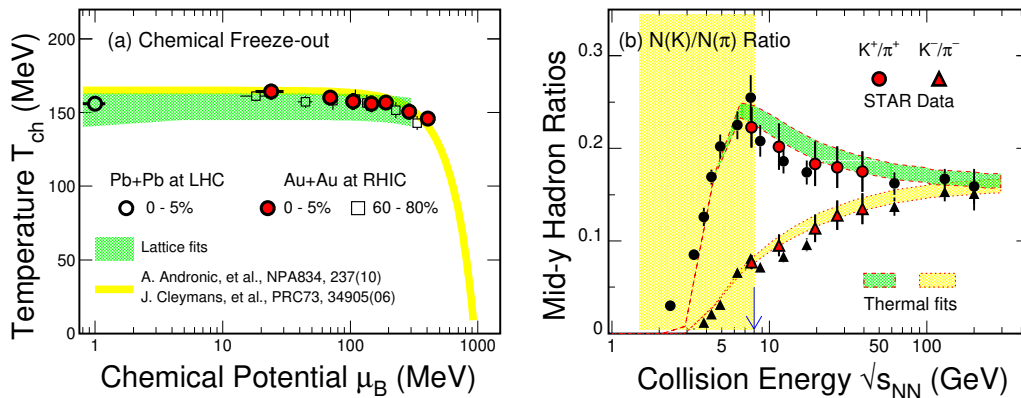 (a) Chemical Freeze-out
Temperature T_ch (MeV)
200
150
100
50
0
Pb+Pb at LHC
Au+Au at RHIC
0 - 5%
0 - 5%
60 - 80%
Lattice fits
A. Andronic, et al., NPA834, 237(10)
J. Cleymans, et al., PRC73, 34905(06)
1
10
100
1000
Chemical Potential μ_B (MeV)
(b) N(K)/N(π) Ratio
Mid-y Hadron Ratios
0.3
0.2
0.1
0
K⁺/π⁺
K⁻/π⁻
STAR Data
Thermal fits
1
5
10
50
100
Collision Energy √s_NN (GeV)